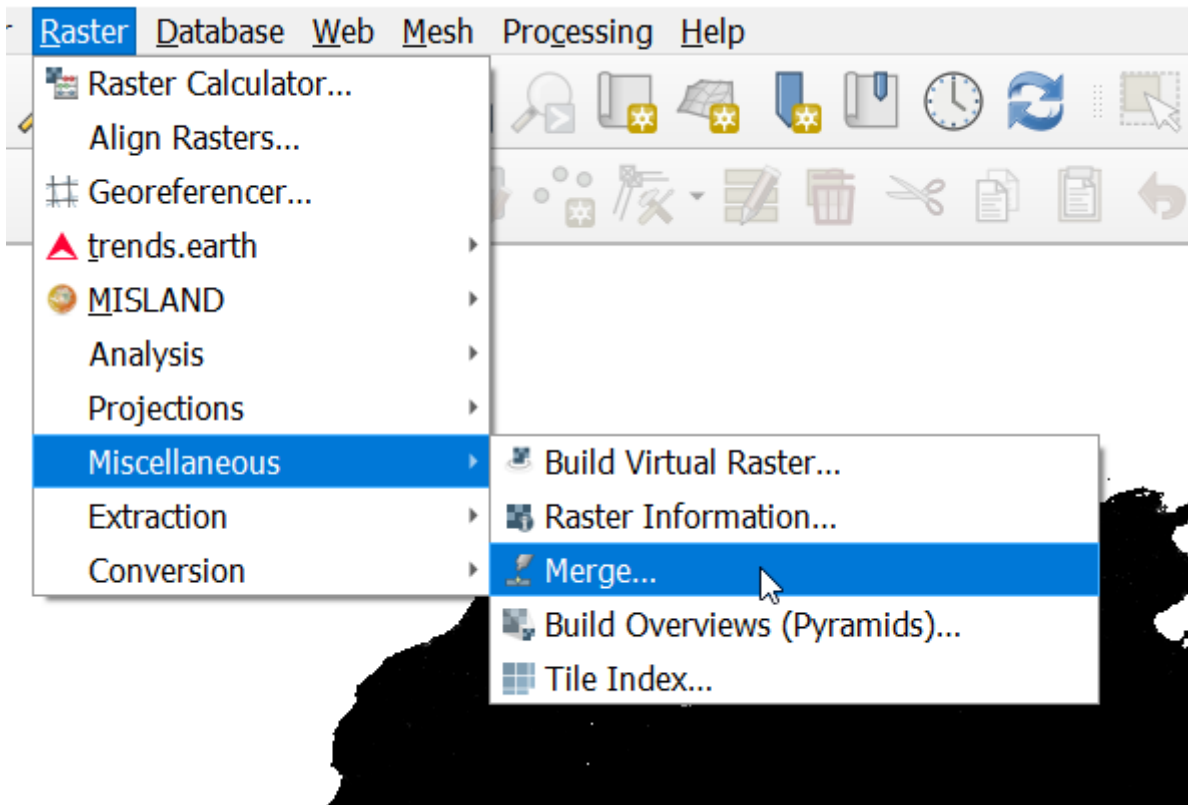 Raster Database Web Mesh Processing Help
Raster Calculator...
Align Rasters...
Georeferencer...
trends.earth
MISLAND
Analysis
Projections
Miscellaneous
Extraction
Conversion
Build Virtual Raster...
Raster Information...
Merge...
Build Overviews (Pyramids)...
Tile Index...